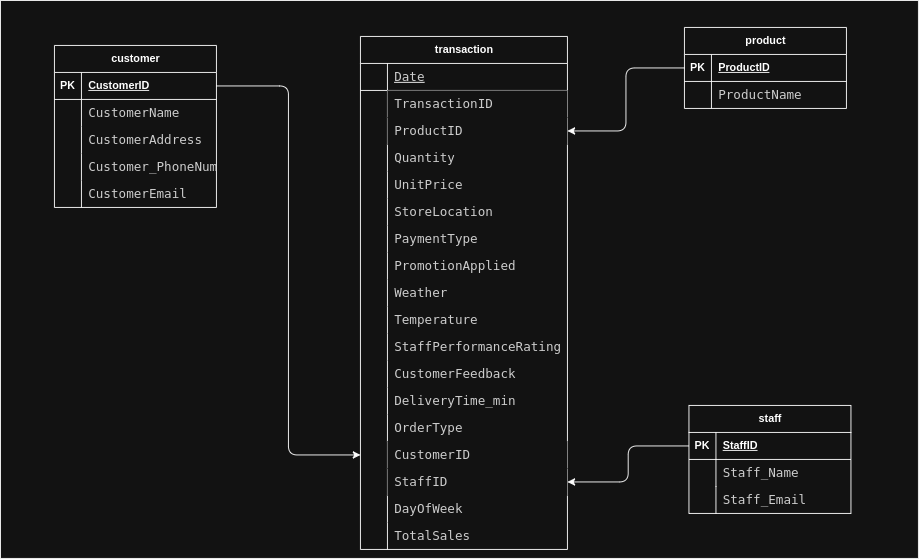 customer
PK CustomerID
CustomerName
CustomerAddress
Customer_PhoneNum
CustomerEmail
transaction
Date
TransactionID
ProductID
Quantity
UnitPrice
StoreLocation
PaymentType
PromotionApplied
Weather
Temperature
StaffPerformanceRating
CustomerFeedback
DeliveryTime_min
OrderType
CustomerID
StaffID
DayOfWeek
TotalSales
product
PK ProductID
ProductName
staff
PK StaffID
Staff_Name
Staff_Email